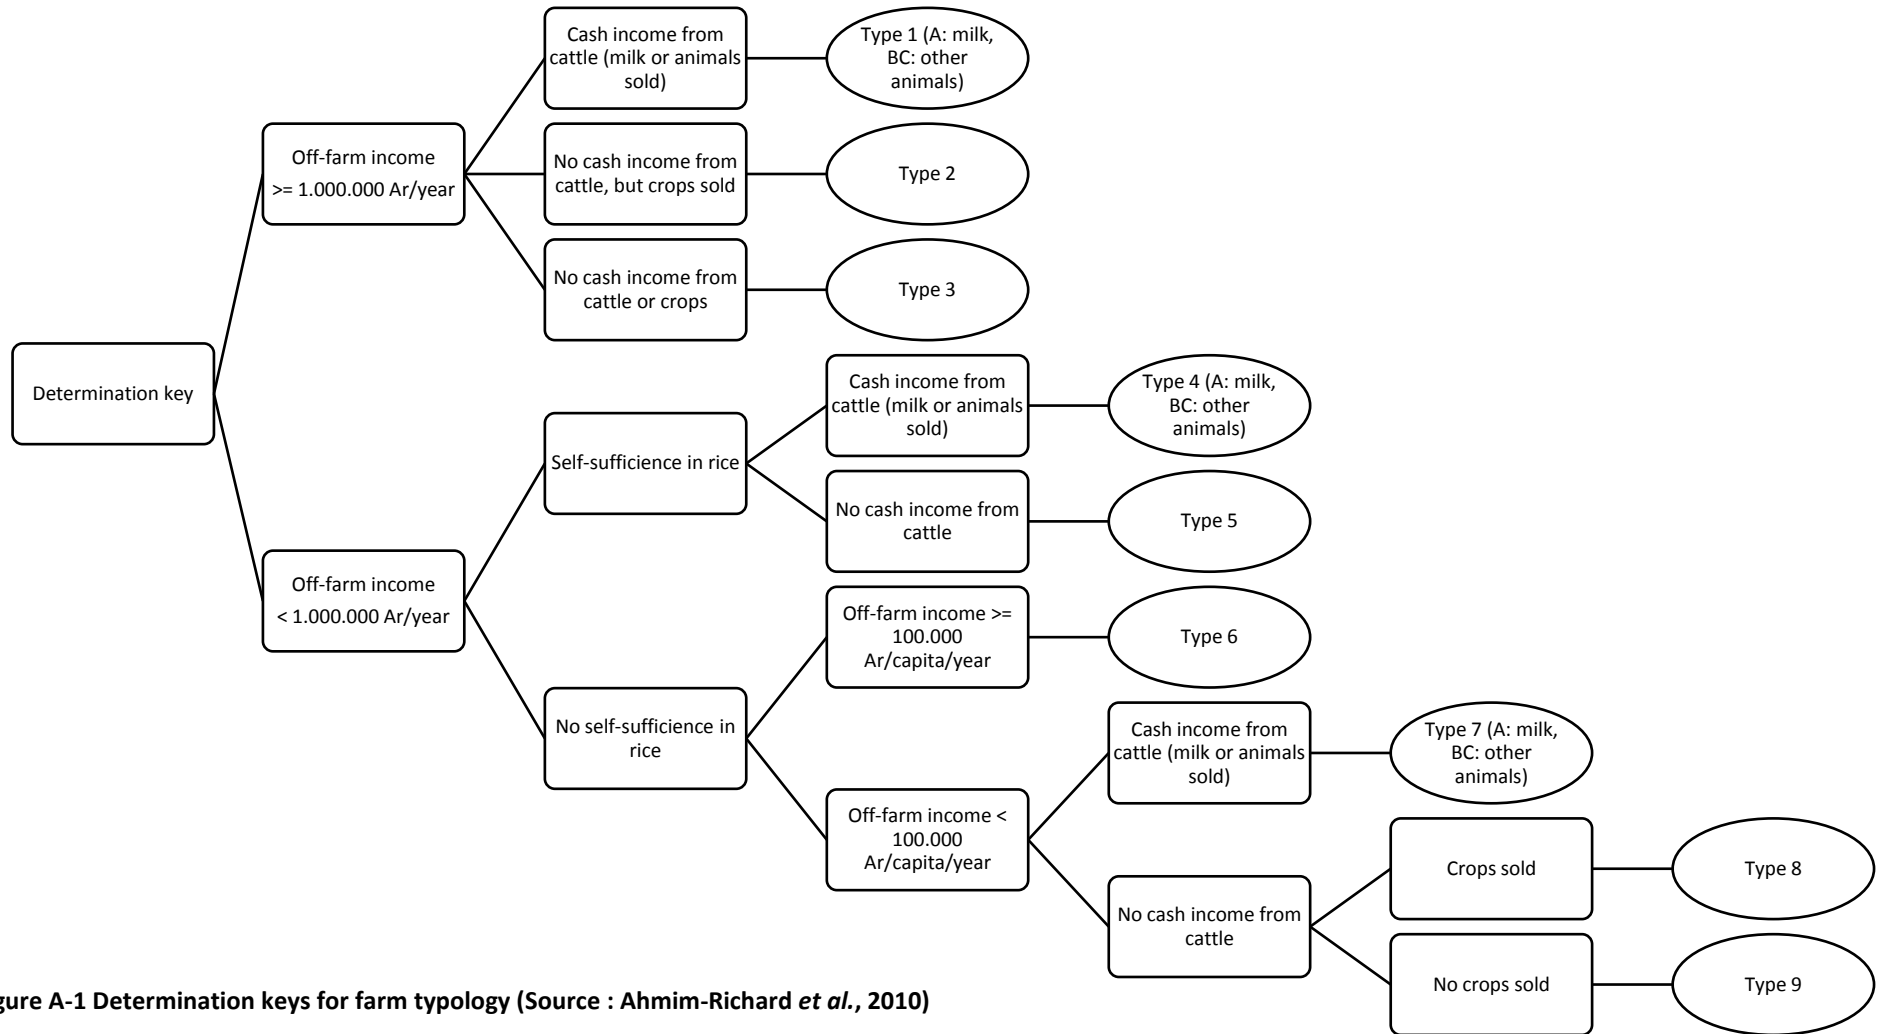 Cash income from
cattle (milk or animals
sold)
Type 1 (A: milk,
BC: other
animals)
Off-farm income
>= 1.000.000 Ar/year
No cash income from
cattle, but crops sold
Type 2
No cash income from
cattle or crops
Type 3
Determination key
Cash income from
cattle (milk or animals
sold)
Type 4 (A: milk,
BC: other
animals)
Self-sufficience in rice
No cash income from
cattle
Type 5
Off-farm income
< 1.000.000 Ar/year
Off-farm income >=
100.000
Ar/capita/year
Type 6
No self-sufficience in
rice
Cash income from
cattle (milk or animals
sold)
Type 7 (A: milk,
BC: other
animals)
Off-farm income <
100.000
Ar/capita/year
Crops sold
Type 8
No cash income from
cattle
No crops sold
Type 9
gure A-1 Determination keys for farm typology (Source : Ahmim-Richard et al., 2010)